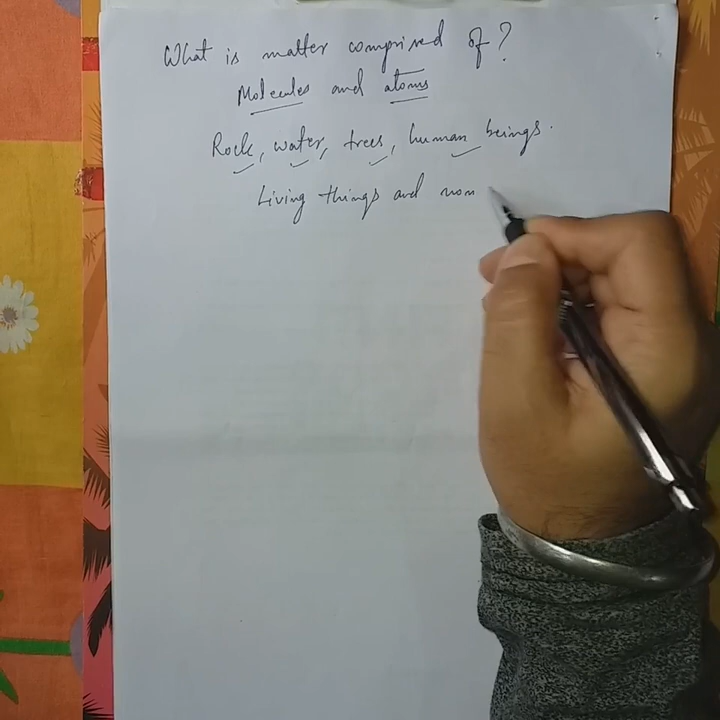 What is matter comprised of?
Molecules and atoms
Rock, water, trees, human beings.
Living things and non